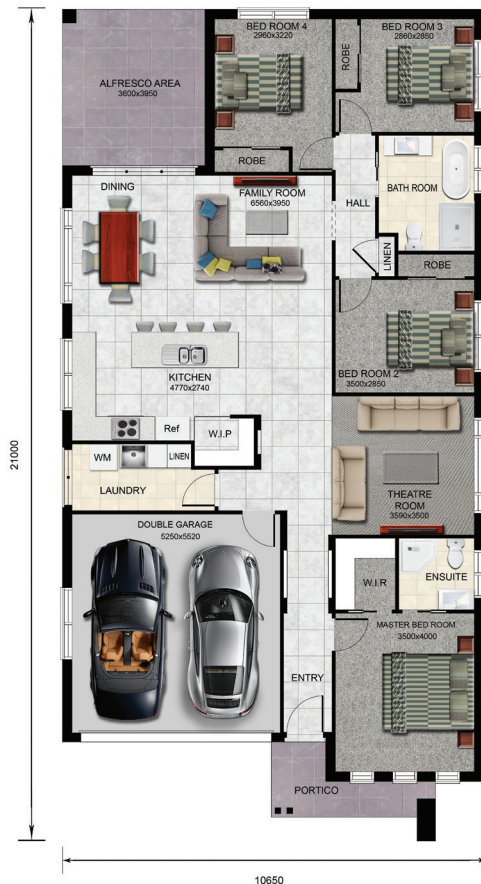 BED ROOM 4
2960x3220
BED ROOM 3
2860x2850
ROBE
ALFRESCO AREA
3600x3950
ROBE
DINING
FAMILY ROOM
6560x3950
HALL
BATH ROOM
LINEN
ROBE
BED ROOM 2
3500x2850
KITCHEN
4770x2740
Ref
W.I.P
WM
LINEN
LAUNDRY
THEATRE
ROOM
3590x3500
DOUBLE GARAGE
5250x5520
W.I.R
ENSUITE
MASTER BED ROOM
3500x4000
ENTRY
PORTICO
21000
10650